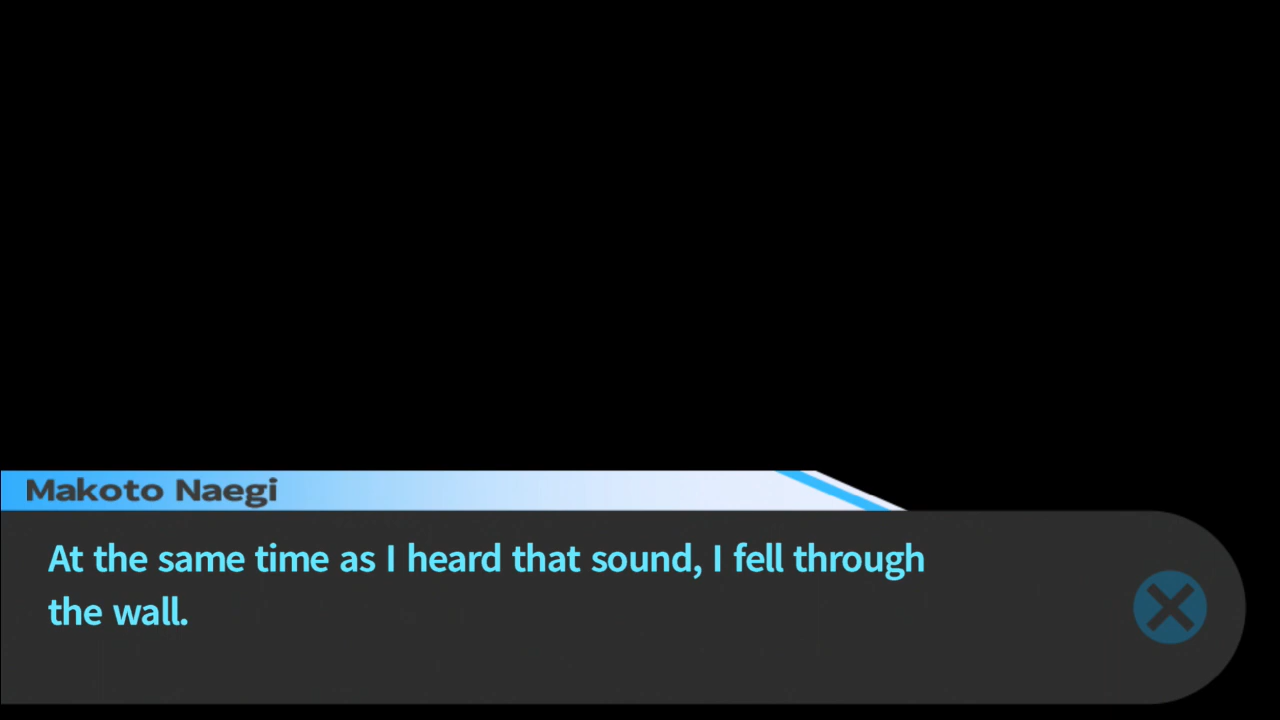 Makoto Naegi
At the same time as I heard that sound, I fell through
the wall.